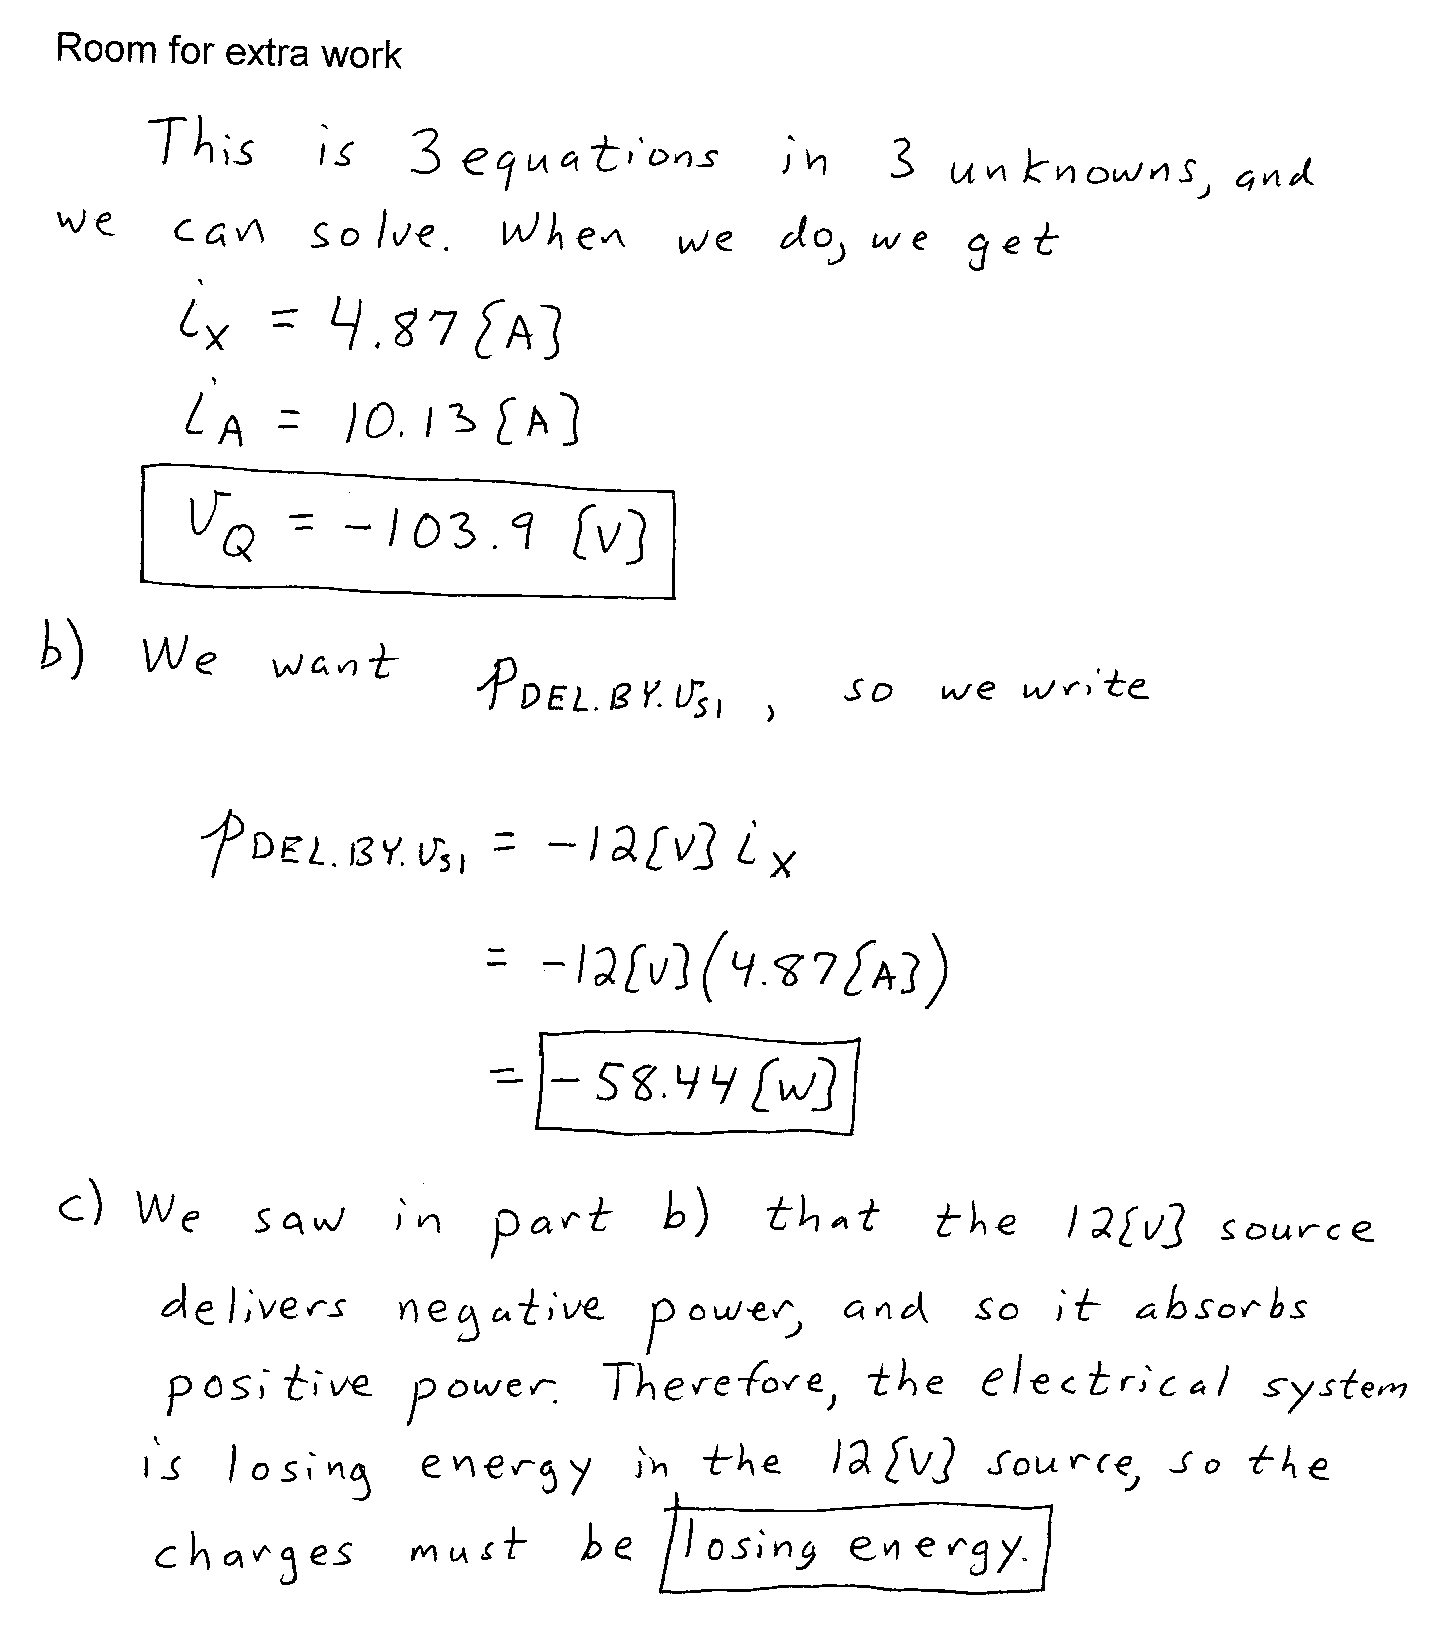 Room for extra work
This is 3 equations in 3 unknowns, and
we can solve. When we do, we get
iX = 4.87 [A]
iA = 10.13 [A]
vQ = -103.9 [V]
b) We want PDEL.BY.VS1, so we write
PDEL.BY.VS1 = -12[V] iX
= -12[V](4.87[A])
= -58.44 [W]
c) We saw in part b) that the 12[V] source
delivers negative power, and so it absorbs
positive power. Therefore, the electrical system
is losing energy in the 12[V] source, so the
charges must be losing energy.